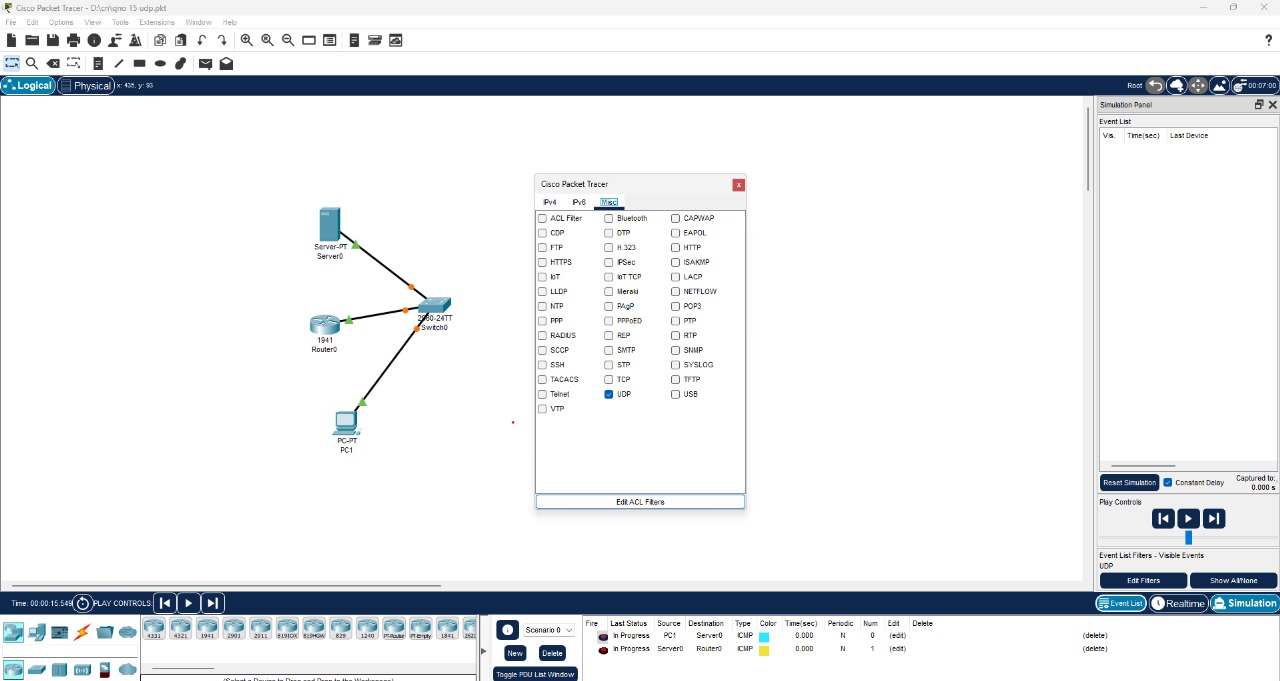 Cisco Packet Tracer - D:\cn\qno 15 udp.pkt
File Edit Options View Tools Extensions Window Help
?
Logical Physical x: 435, y: 93 Root 00:07:00
Simulation Panel
Event List
Vis. Time(sec) Last Device
Server-PT
Server0
2960-24TT
Switch0
1941
Router0
PC-PT
PC1
Cisco Packet Tracer x
IPv4 IPv6 Misc
ACL Filter Bluetooth CAPWAP
CDP DTP EAPOL
FTP H.323 HTTP
HTTPS IPSec ISAKMP
IoT IoT TCP LACP
LLDP Meraki NETFLOW
NTP PAgP POP3
PPP PPPoED PTP
RADIUS REP RTP
SCCP SMTP SNMP
SSH STP SYSLOG
TACACS TCP TFTP
Telnet UDP USB
VTP
Edit ACL Filters
Reset Simulation Constant Delay Captured to:
0.000 s
Play Controls
Event List Filters - Visible Events
UDP
Edit Filters Show All/None
Time: 00:00:15.549 PLAY CONTROLS: Event List Realtime Simulation
4331 4321 1941 2901 2911 819IOX 819HGW 829 1240 PT-Router PT-Empty 1841 2620
(Select a Device to Drag and Drop to the Workspace)
Scenario 0
New Delete
Toggle PDU List Window
Fire Last Status Source Destination Type Color Time(sec) Periodic Num Edit Delete
In Progress PC1 Server0 ICMP 0.000 N 0 (edit) (delete)
In Progress Server0 Router0 ICMP 0.000 N 1 (edit) (delete)